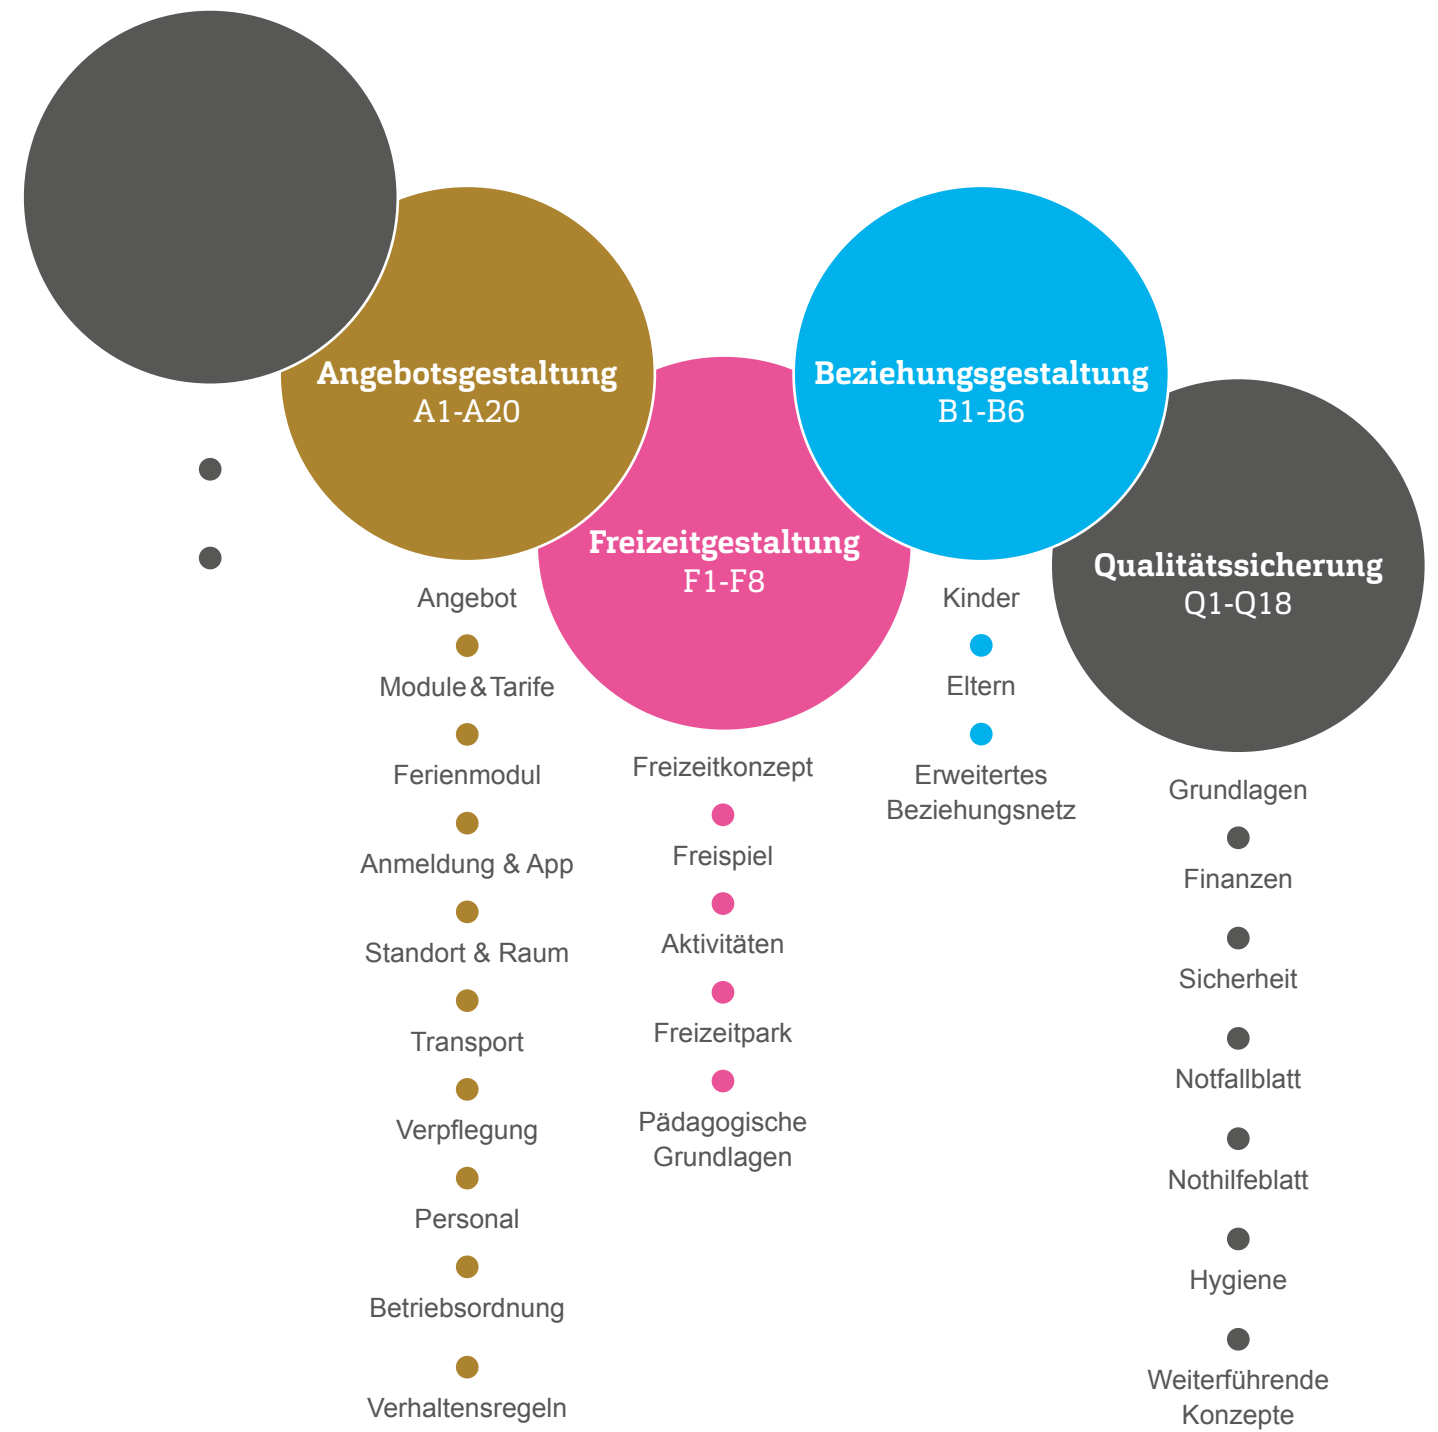 Angebotsgestaltung
A1-A20
Angebot
Module & Tarife
Ferienmodul
Anmeldung & App
Standort & Raum
Transport
Verpflegung
Personal
Betriebsordnung
Verhaltensregeln
Freizeitgestaltung
F1-F8
Freizeitkonzept
Freispiel
Aktivitäten
Freizeitpark
Pädagogische
Grundlagen
Beziehungsgestaltung
B1-B6
Kinder
Eltern
Erweitertes
Beziehungsnetz
Qualitätssicherung
Q1-Q18
Grundlagen
Finanzen
Sicherheit
Notfallblatt
Nothilfeblatt
Hygiene
Weiterführende
Konzepte